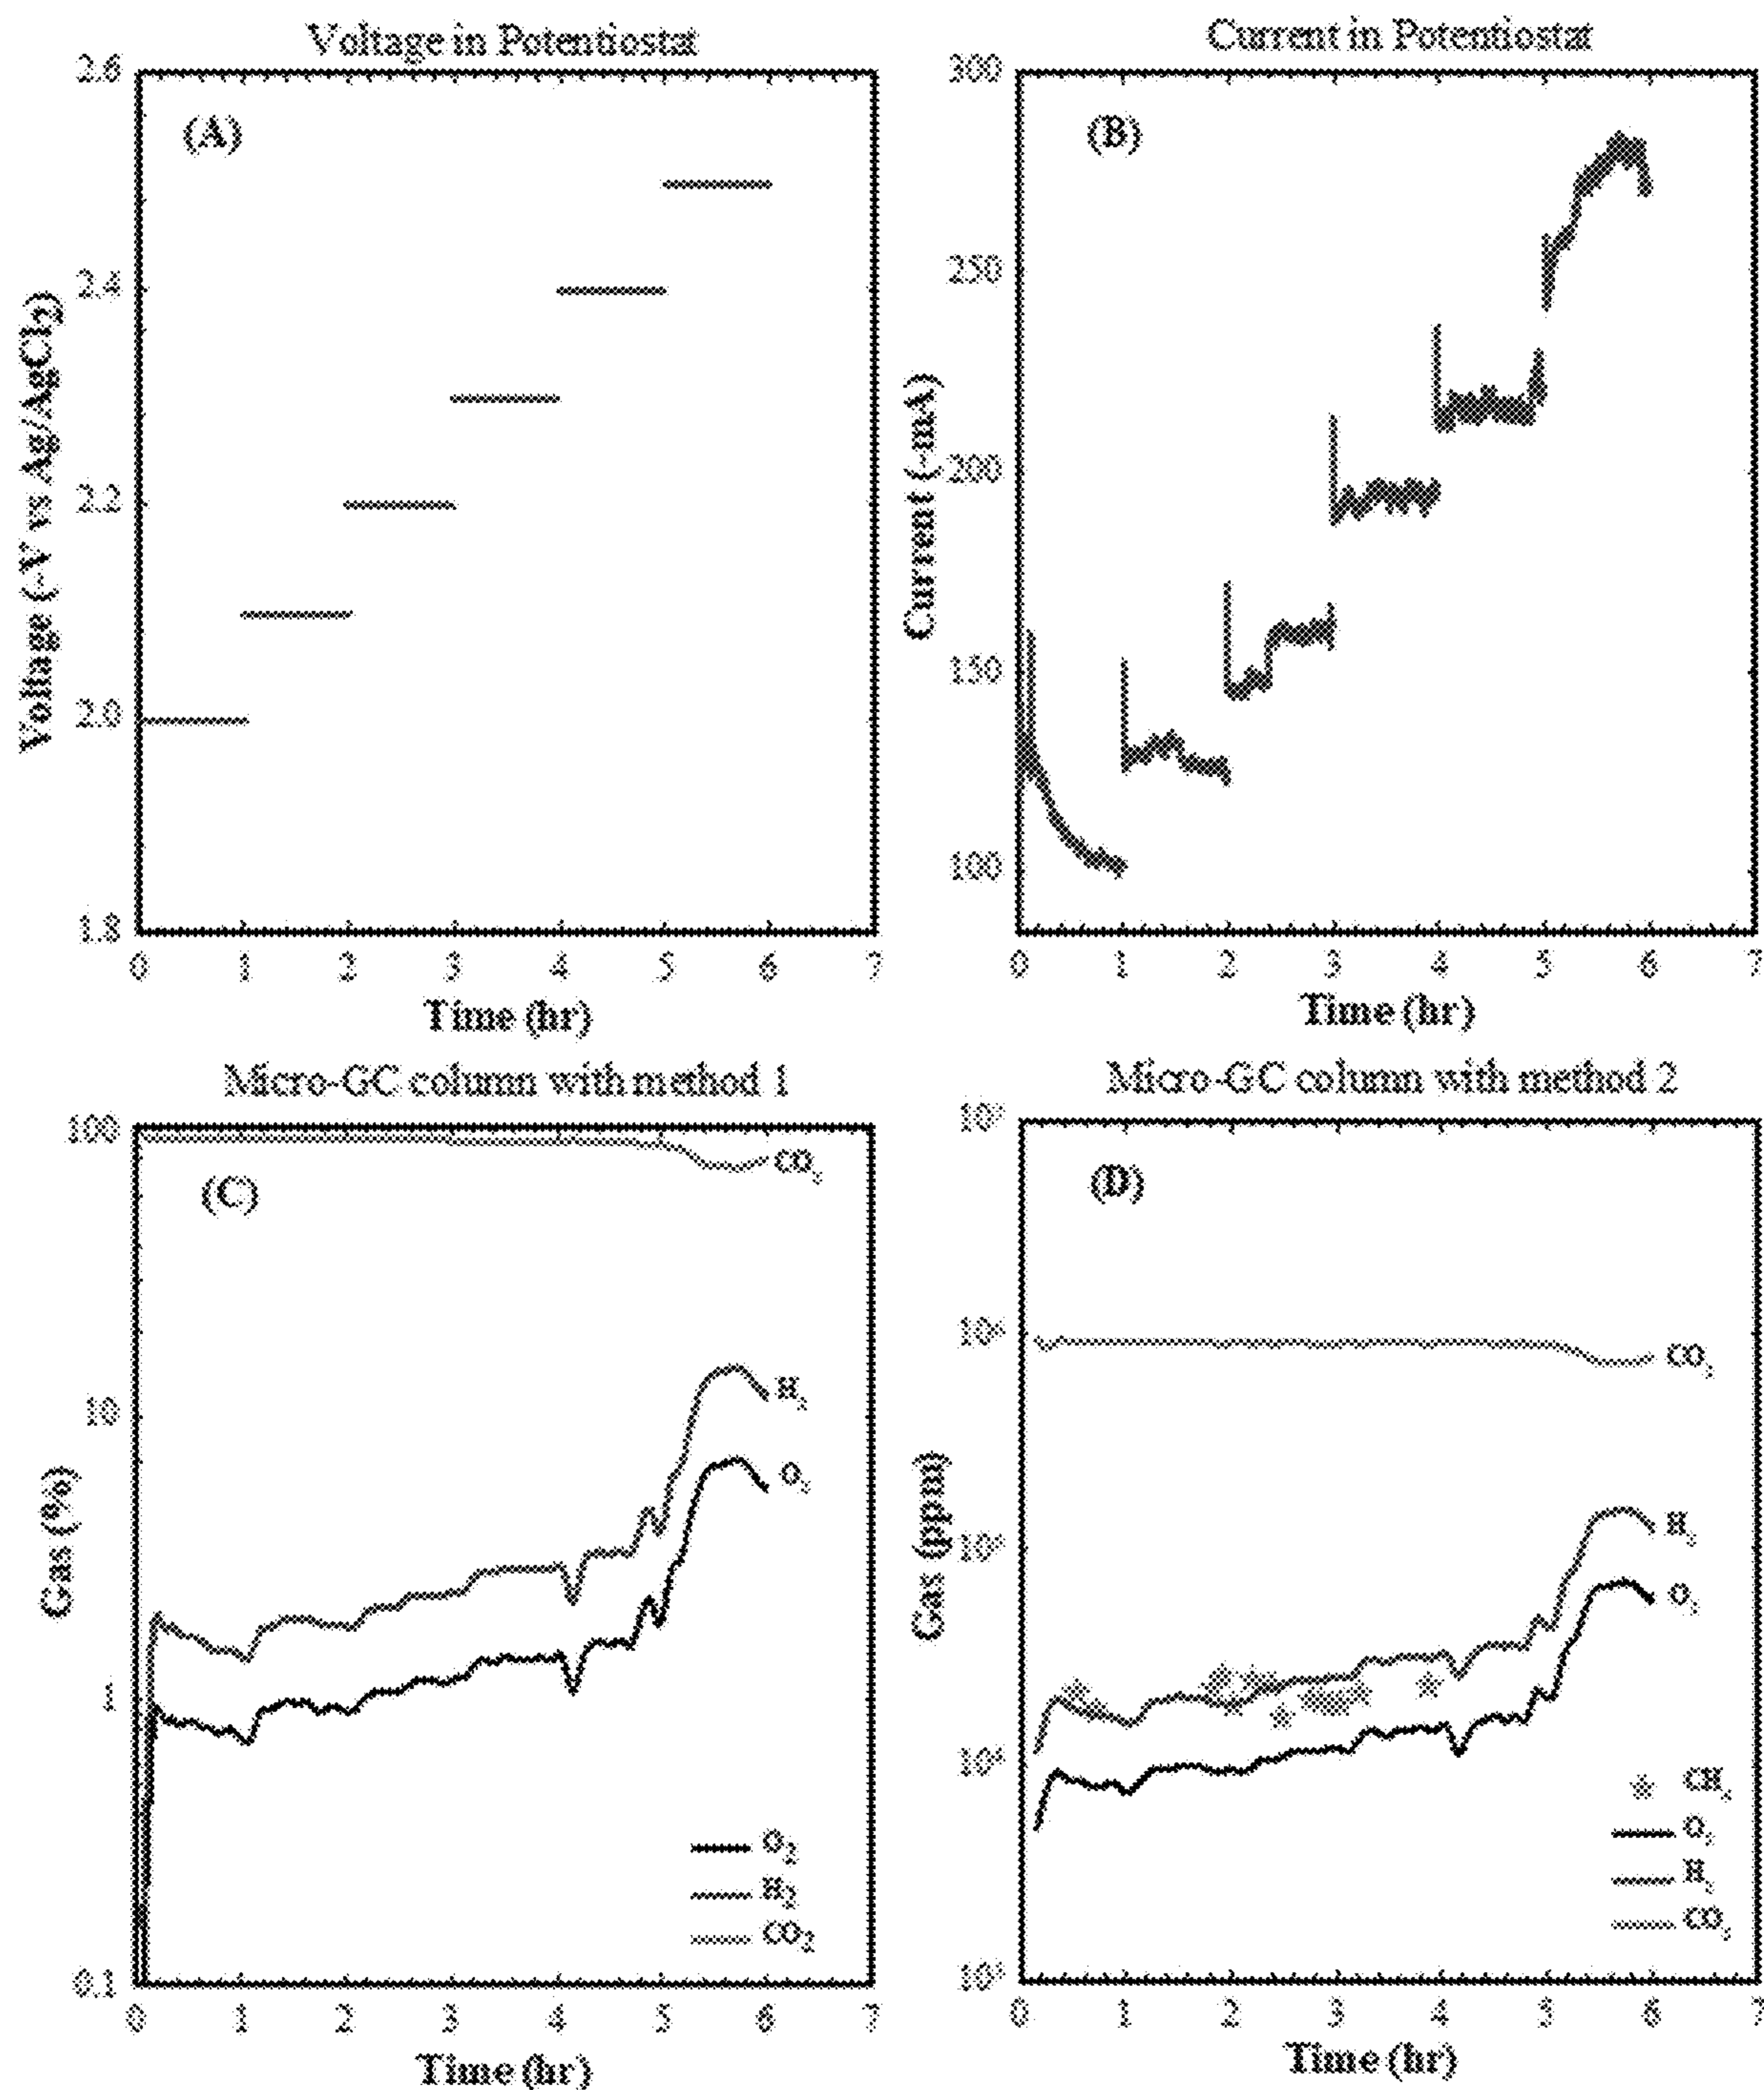 Voltage in Potentiostat
(A)
2.6
2.4
2.2
2.0
1.8
Voltage (-V vs Ag/AgCl2)
0 1 2 3 4 5 6 7
Time (hr)
Current in Potentiostat
(B)
300
250
200
150
100
Current (-mA)
0 1 2 3 4 5 6 7
Time (hr)
Micro-GC column with method 1
(C)
100
10
1
0.1
Gas (%)
CO2
H2
O2
O2
H2
CO2
0 1 2 3 4 5 6 7
Time (hr)
Micro-GC column with method 2
(D)
Gas (ppm)
CO2
H2
O2
O2
H2
CO2
0 1 2 3 4 5 6 7
Time (hr)